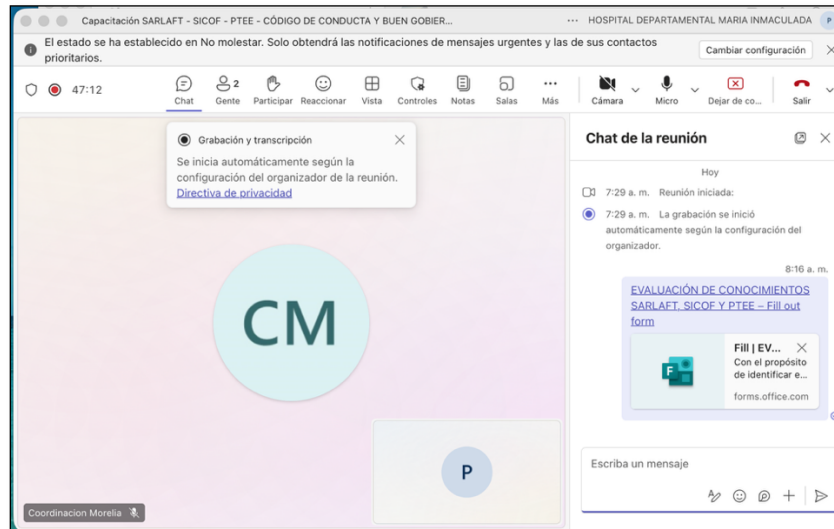 Capacitación SARLAFT - SICOF - PTEE - CÓDIGO DE CONDUCTA Y BUEN GOBIER...
HOSPITAL DEPARTAMENTAL MARIA INMACULADA
P
El estado se ha establecido en No molestar. Solo obtendrá las notificaciones de mensajes urgentes y las de sus contactos
prioritarios.
Cambiar configuración
47:12
Chat
2
Gente
Participar
Reaccionar
Vista
Controles
Notas
Salas
Más
Cámara
Micro
Dejar de co...
Salir
Grabación y transcripción
Se inicia automáticamente según la
configuración del organizador de la reunión.
Directiva de privacidad
CM
P
Coordinacion Morelia
Chat de la reunión
Hoy
7:29 a. m. Reunión iniciada:
7:29 a. m. La grabación se inició
automáticamente según la configuración del
organizador.
8:16 a. m.
EVALUACIÓN DE CONOCIMIENTOS
SARLAFT, SICOF Y PTEE – Fill out
form
Fill | EV...
Con el propósito
de identificar e...
forms.office.com
Escriba un mensaje